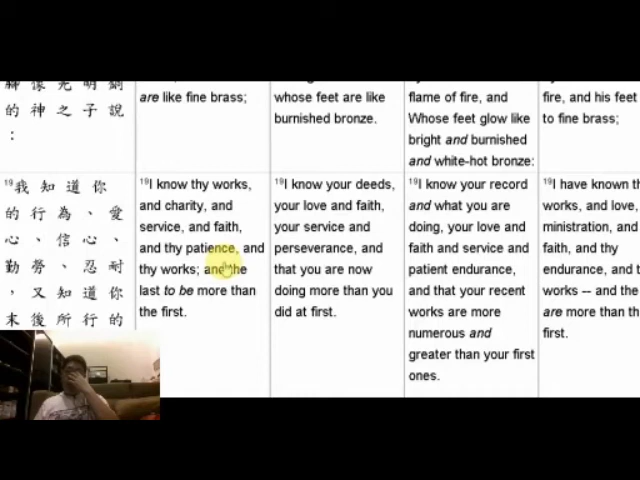 腳像光明銅
的神之子說
：
are like fine brass;
whose feet are like
burnished bronze.
flame of fire, and
Whose feet glow like
bright and burnished
and white-hot bronze:
fire, and his feet
to fine brass;
19我知道你
的行為、愛
心、信心、
勤勞、忍耐
，又知道你
末後所行的
19I know thy works,
and charity, and
service, and faith,
and thy patience, and
thy works; and the
last to be more than
the first.
19I know your deeds,
your love and faith,
your service and
perseverance, and
that you are now
doing more than you
did at first.
19I know your record
and what you are
doing, your love and
faith and service and
patient endurance,
and that your recent
works are more
numerous and
greater than your first
ones.
19I have known th
works, and love,
ministration, and
faith, and thy
endurance, and t
works -- and the
are more than th
first.